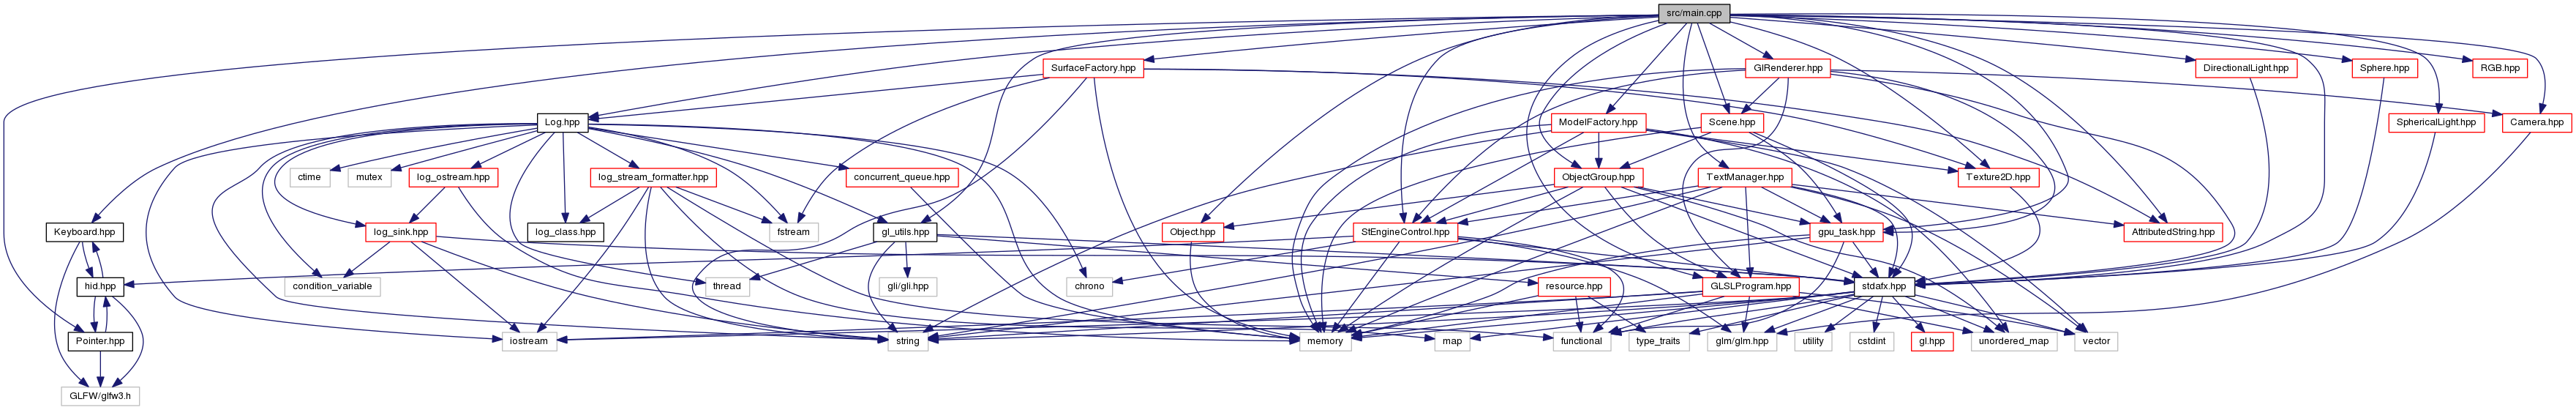 src/main.cpp
SurfaceFactory.hpp
GlRenderer.hpp
DirectionalLight.hpp
Sphere.hpp
RGB.hpp
Log.hpp
ModelFactory.hpp
Scene.hpp
SphericalLight.hpp
Camera.hpp
ctime
mutex
log_ostream.hpp
log_stream_formatter.hpp
concurrent_queue.hpp
ObjectGroup.hpp
TextManager.hpp
Texture2D.hpp
Keyboard.hpp
log_sink.hpp
log_class.hpp
fstream
gl_utils.hpp
Object.hpp
StEngineControl.hpp
gpu_task.hpp
AttributedString.hpp
hid.hpp
condition_variable
thread
gli/gli.hpp
chrono
resource.hpp
GLSLProgram.hpp
stdafx.hpp
Pointer.hpp
iostream
string
memory
map
functional
type_traits
glm/glm.hpp
utility
cstdint
gl.hpp
unordered_map
vector
GLFW/glfw3.h